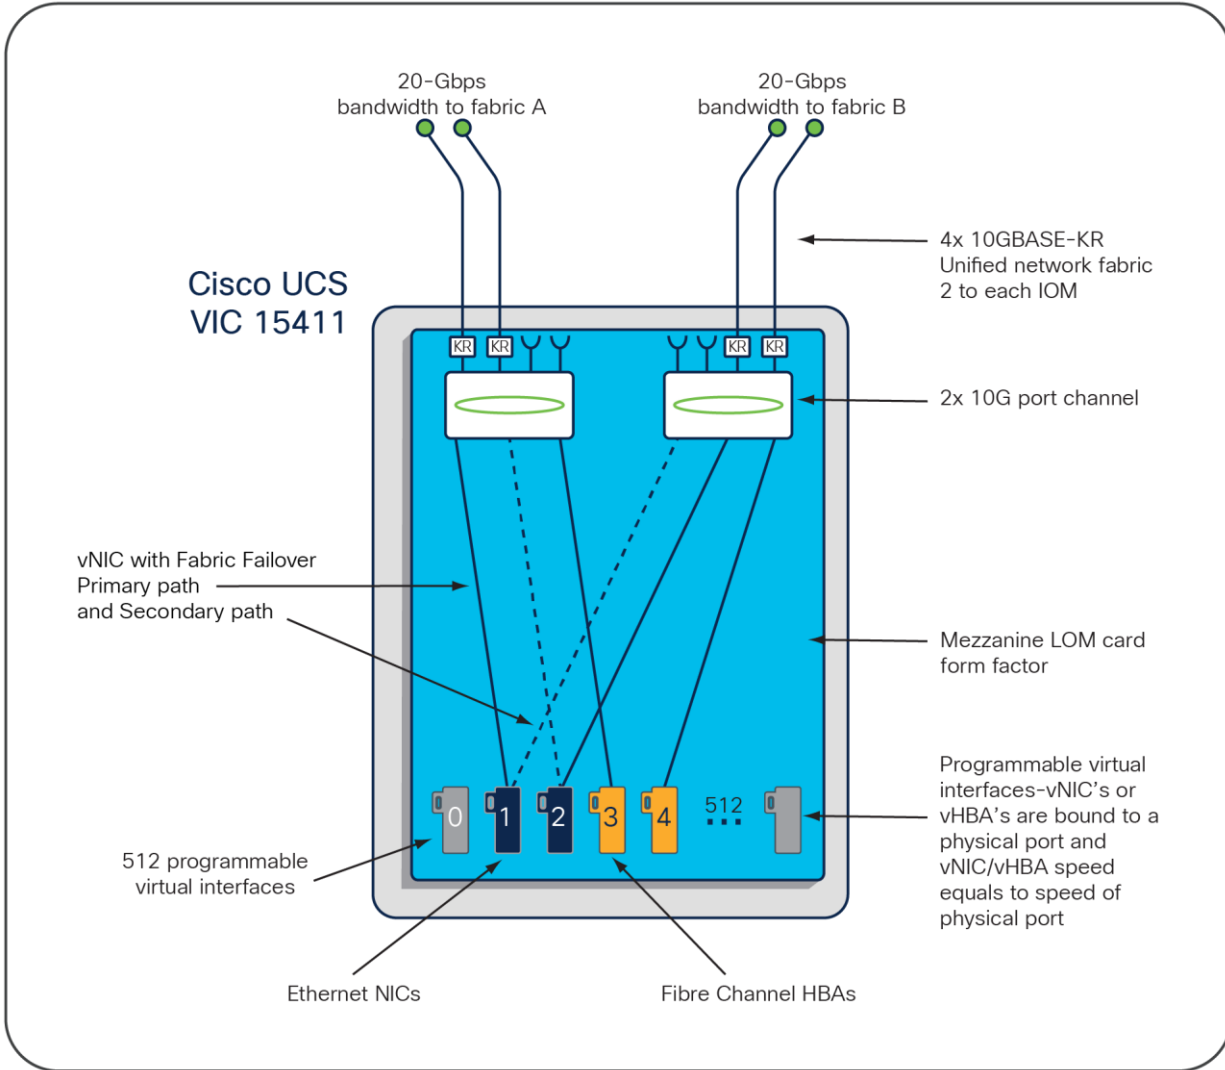 20-Gbps
bandwidth to fabric A
20-Gbps
bandwidth to fabric B
4x 10GBASE-KR
Unified network fabric
2 to each IOM
Cisco UCS
VIC 15411
KR
KR
KR
KR
2x 10G port channel
vNIC with Fabric Failover
Primary path
and Secondary path
Mezzanine LOM card
form factor
Programmable virtual
interfaces-vNIC's or
vHBA's are bound to a
physical port and
vNIC/vHBA speed
equals to speed of
physical port
0
1
2
3
4
512
512 programmable
virtual interfaces
Ethernet NICs
Fibre Channel HBAs